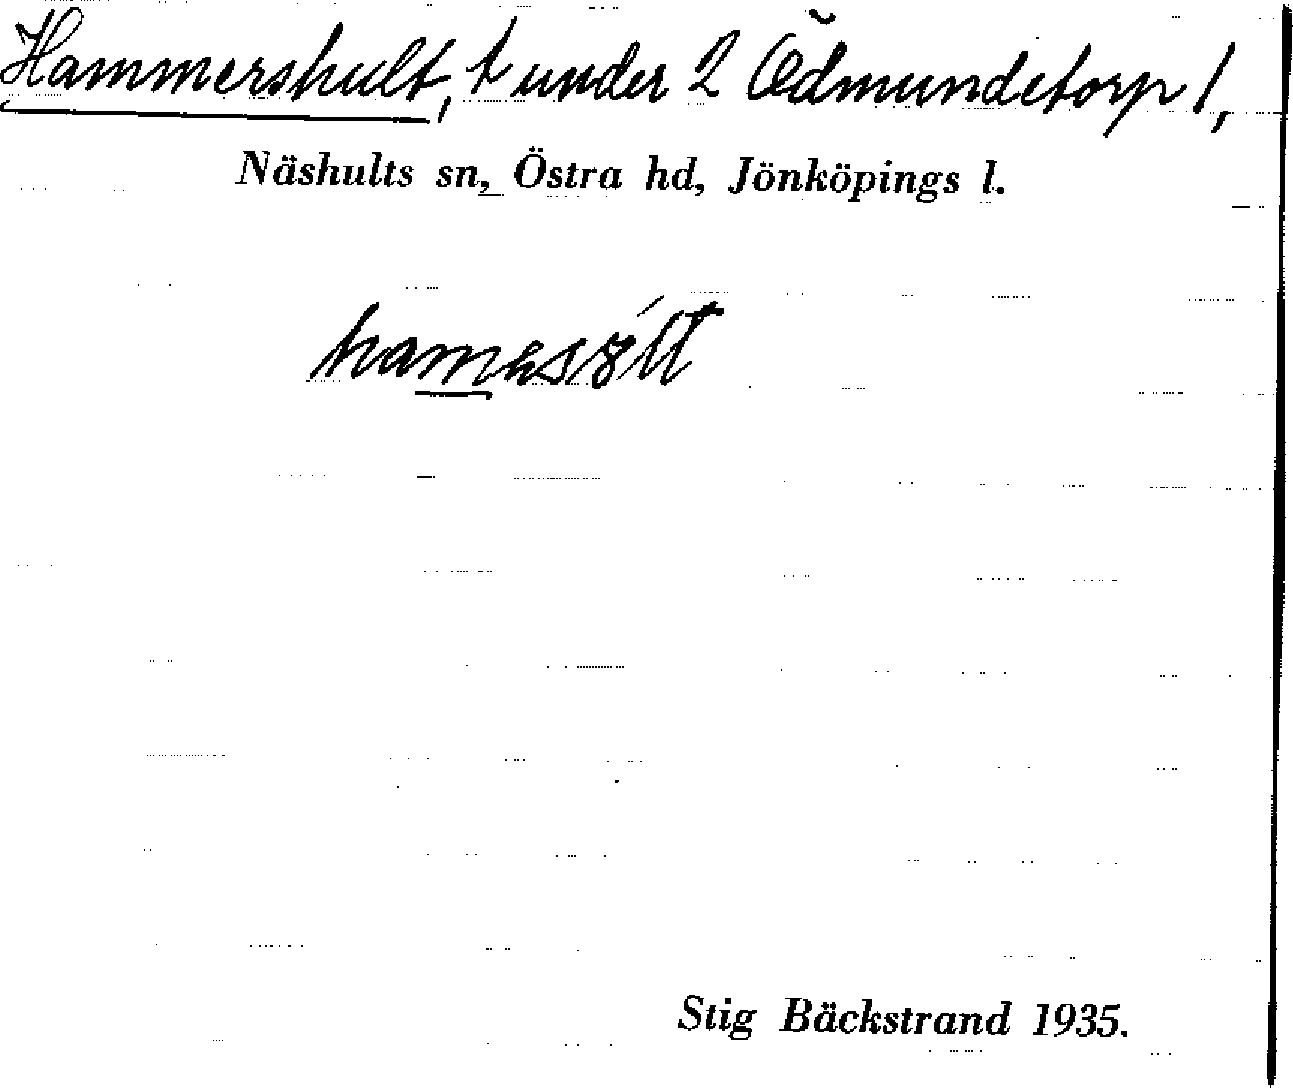 Hammershult, t under 2 Ödmundetorp 1,
Näshults sn, Östra hd, Jönköpings l.
Stig Bäckstrand 1935.